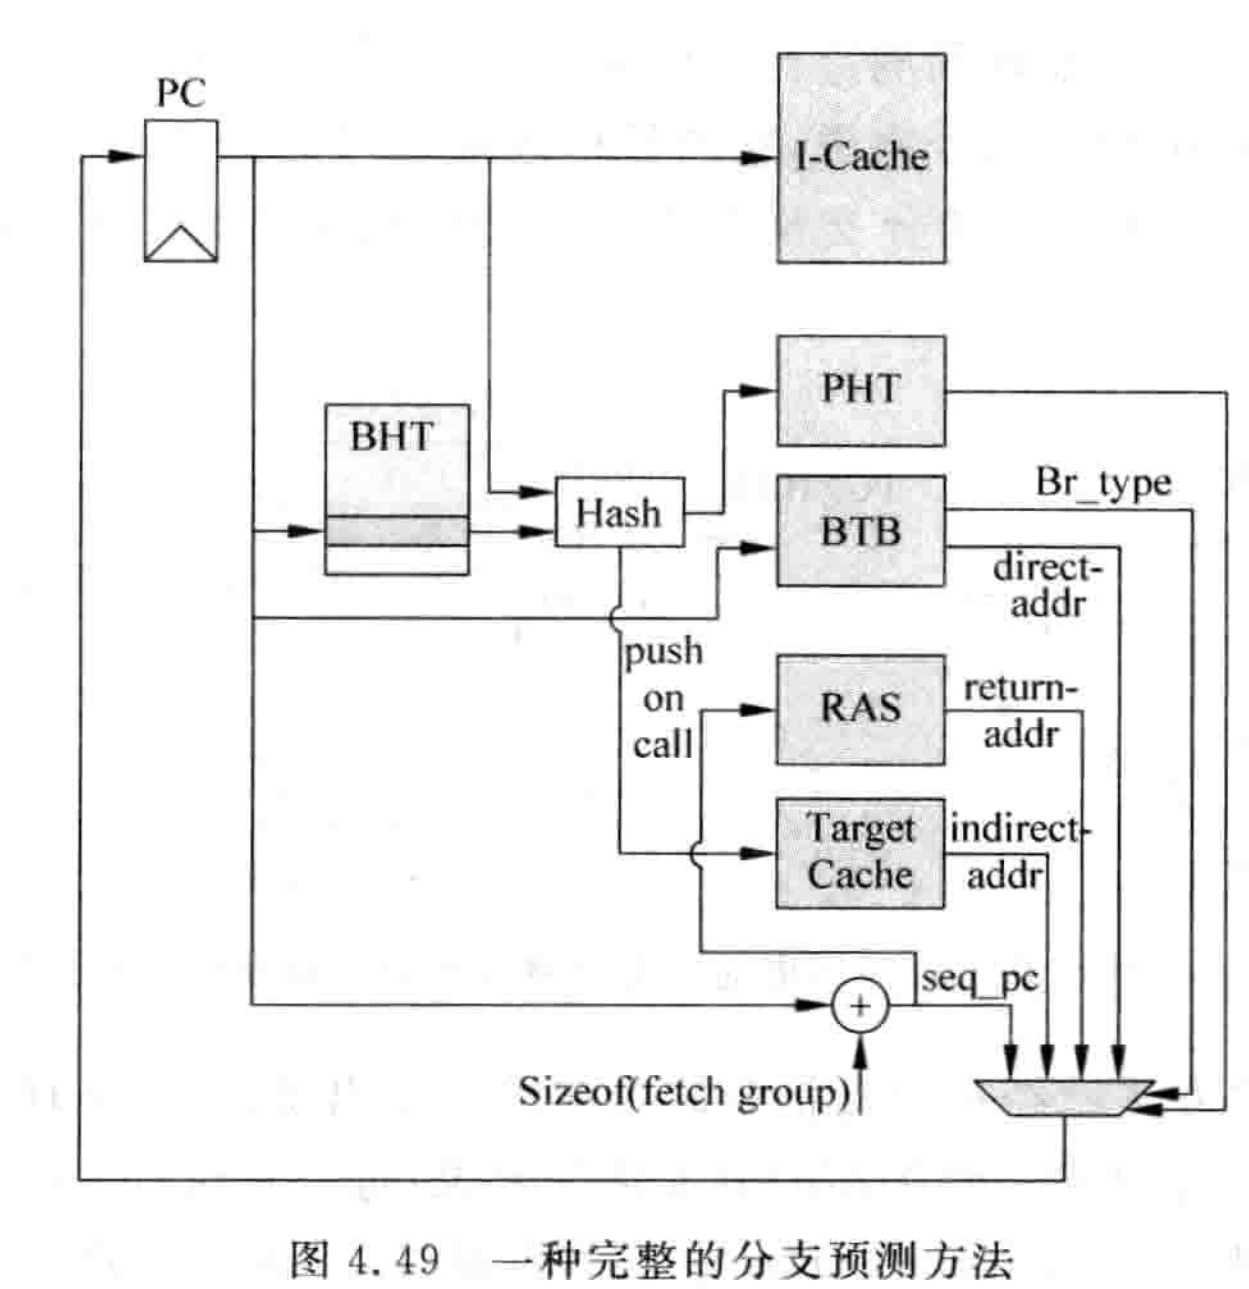 PC
I-Cache
PHT
BHT
Br_type
Hash
BTB
direct-
addr
push
on
call
RAS
return-
addr
Target
Cache
indirect-
addr
seq_pc
+
Sizeof(fetch group)
图 4.49 一种完整的分支预测方法